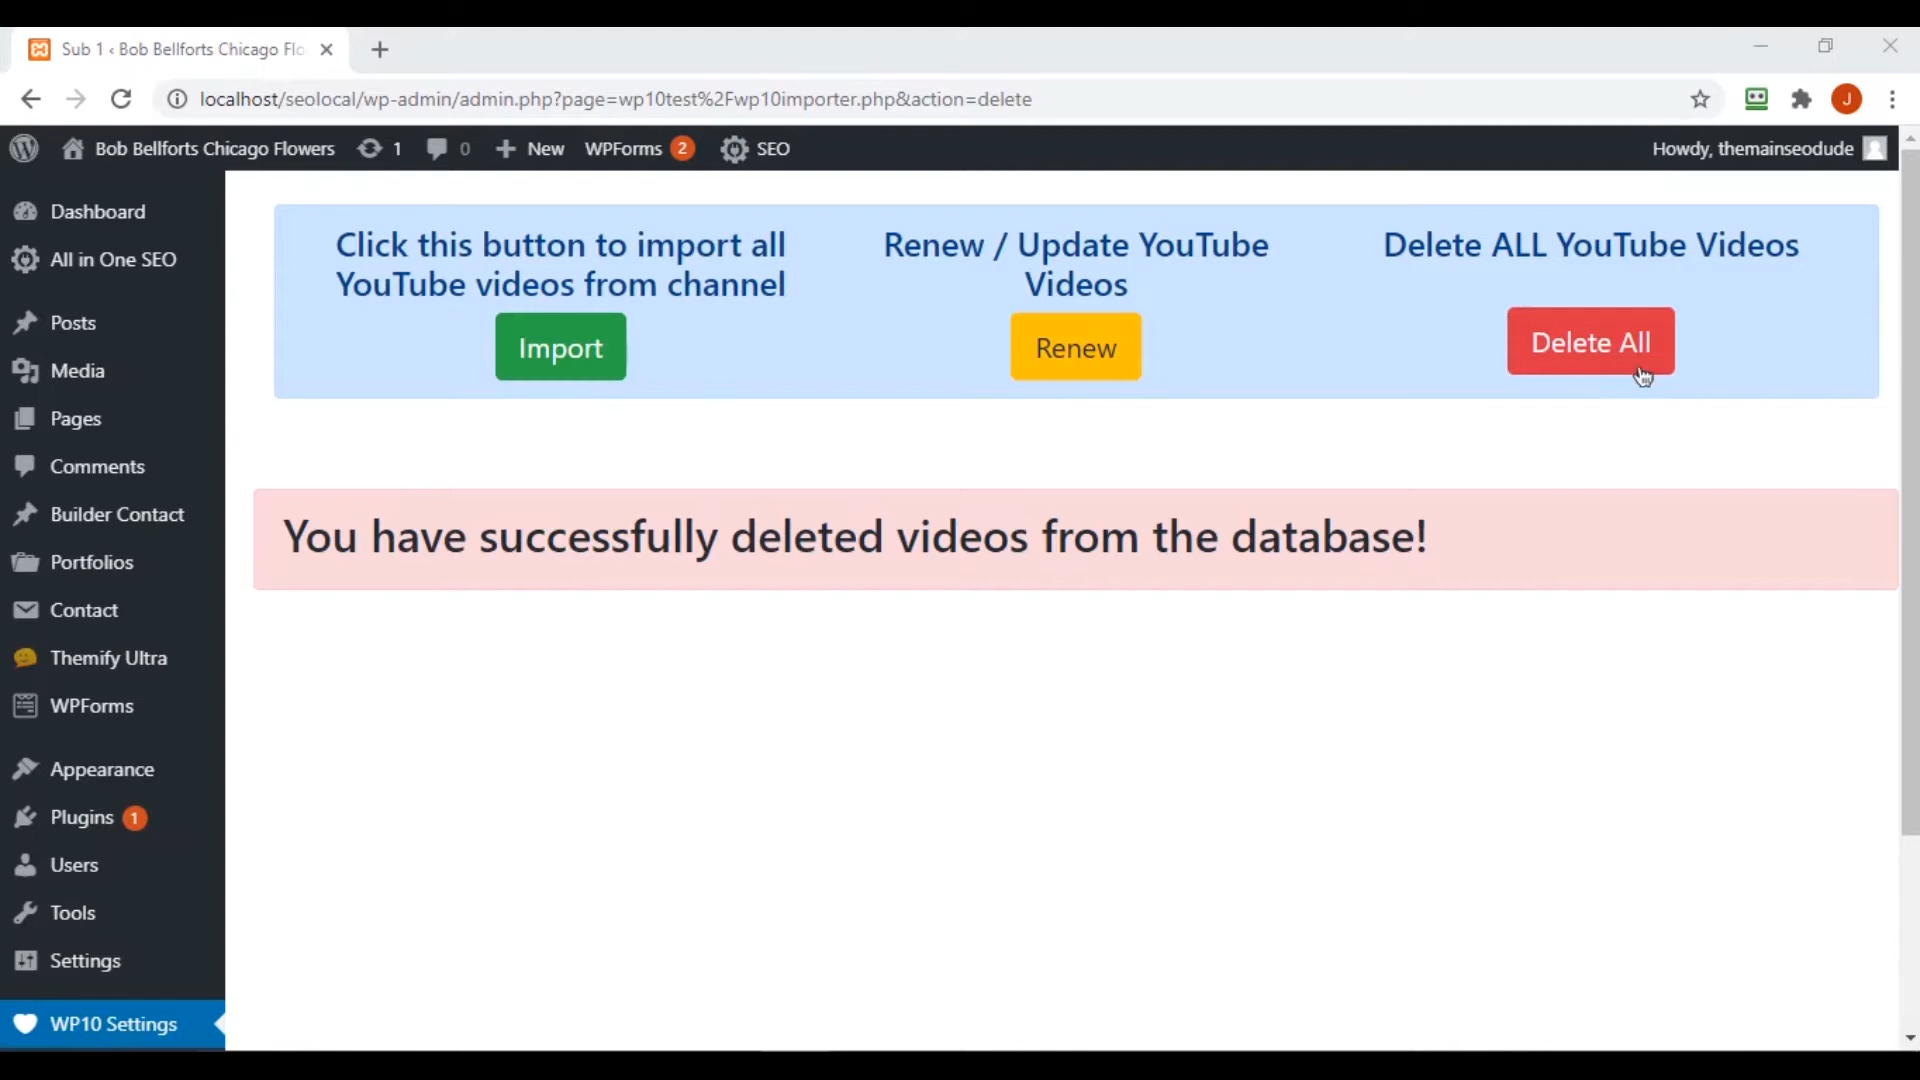 Sub 1 ‹ Bob Bellforts Chicago Flo
localhost/seolocal/wp-admin/admin.php?page=wp10test%2Fwp10importer.php&action=delete
J
Bob Bellforts Chicago Flowers 1 0 New WPForms 2 SEO Howdy, themainseodude
Dashboard
All in One SEO
Posts
Media
Pages
Comments
Builder Contact
Portfolios
Contact
Themify Ultra
WPForms
Appearance
Plugins 1
Users
Tools
Settings
WP10 Settings
Click this button to import all
YouTube videos from channel
Import
Renew / Update YouTube
Videos
Renew
Delete ALL YouTube Videos
Delete All
You have successfully deleted videos from the database!